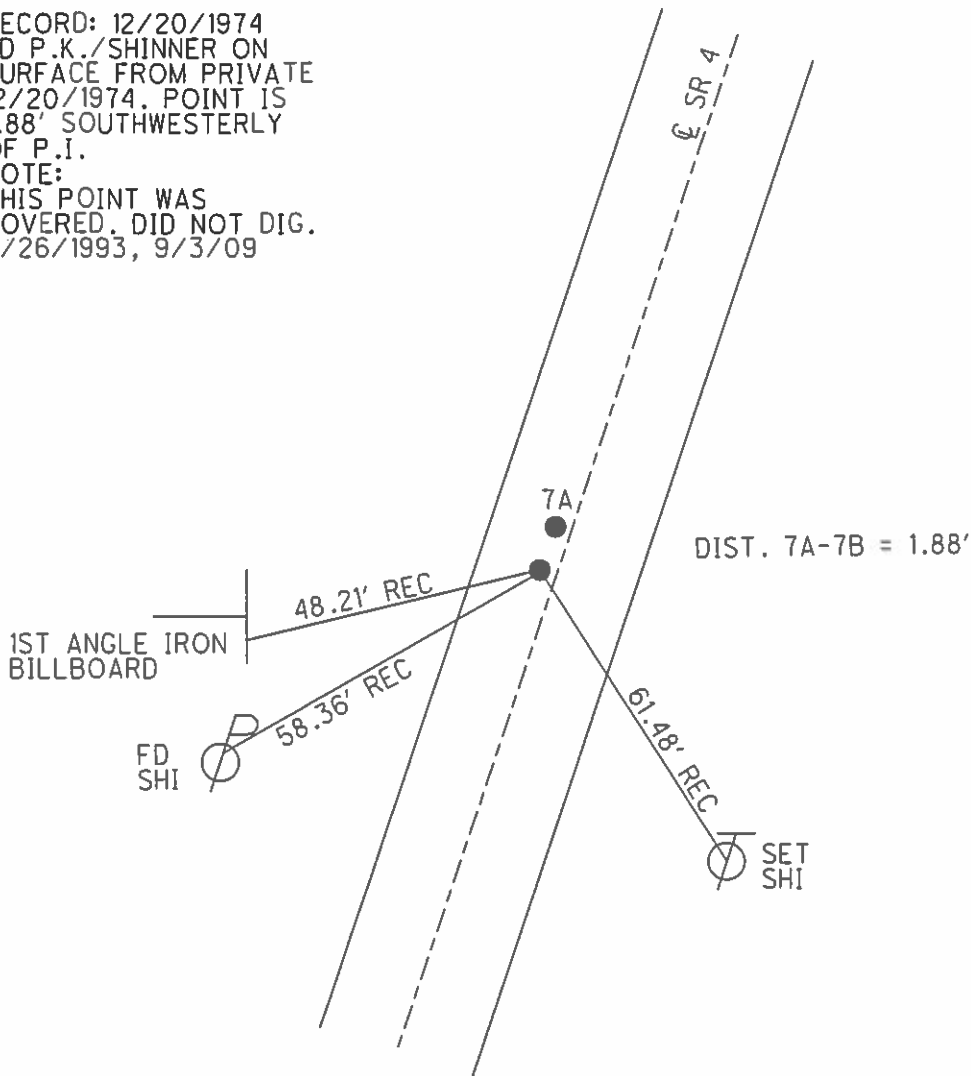 ECORD: 12/20/1974
D P.K./SHINNER ON
URFACE FROM PRIVATE
2/20/1974. POINT IS
.88' SOUTHWESTERLY
F P.I.
OTE:
HIS POINT WAS
OVERED. DID NOT DIG.
/26/1993, 9/3/09
℄ SR 4
7A
DIST. 7A-7B = 1.88'
48.21' REC
1ST ANGLE IRON
BILLBOARD
58.36' REC
61.48' REC
FD
SHI
SET
SHI